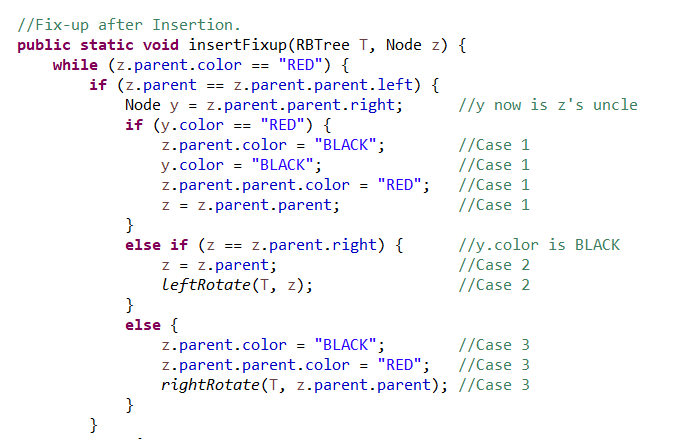 //Fix-up after Insertion.
public static void insertFixup(RBTree T, Node z) {
    while (z.parent.color == "RED") {
        if (z.parent == z.parent.parent.left) {
            Node y = z.parent.parent.right;      //y now is z's uncle
            if (y.color == "RED") {
                z.parent.color = "BLACK";        //Case 1
                y.color = "BLACK";               //Case 1
                z.parent.parent.color = "RED";   //Case 1
                z = z.parent.parent;             //Case 1
            }
            else if (z == z.parent.right) {      //y.color is BLACK
                z = z.parent;                    //Case 2
                leftRotate(T, z);                //Case 2
            }
            else {
                z.parent.color = "BLACK";        //Case 3
                z.parent.parent.color = "RED";   //Case 3
                rightRotate(T, z.parent.parent); //Case 3
            }
        }